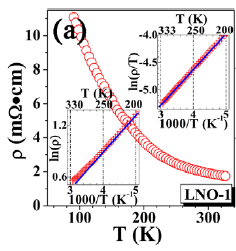 (a)
ρ (mΩ•cm)
10
8
6
4
2
0
100
200
300
T (K)
LNO-1
T (K)
333
250
200
ln(ρ/T)
-4.0
-4.5
-5.0
3
4
5
1000/T (K⁻¹)
T (K)
330
250
200
ln(ρ)
1.2
0.6
3
4
5
1000/T (K⁻¹)